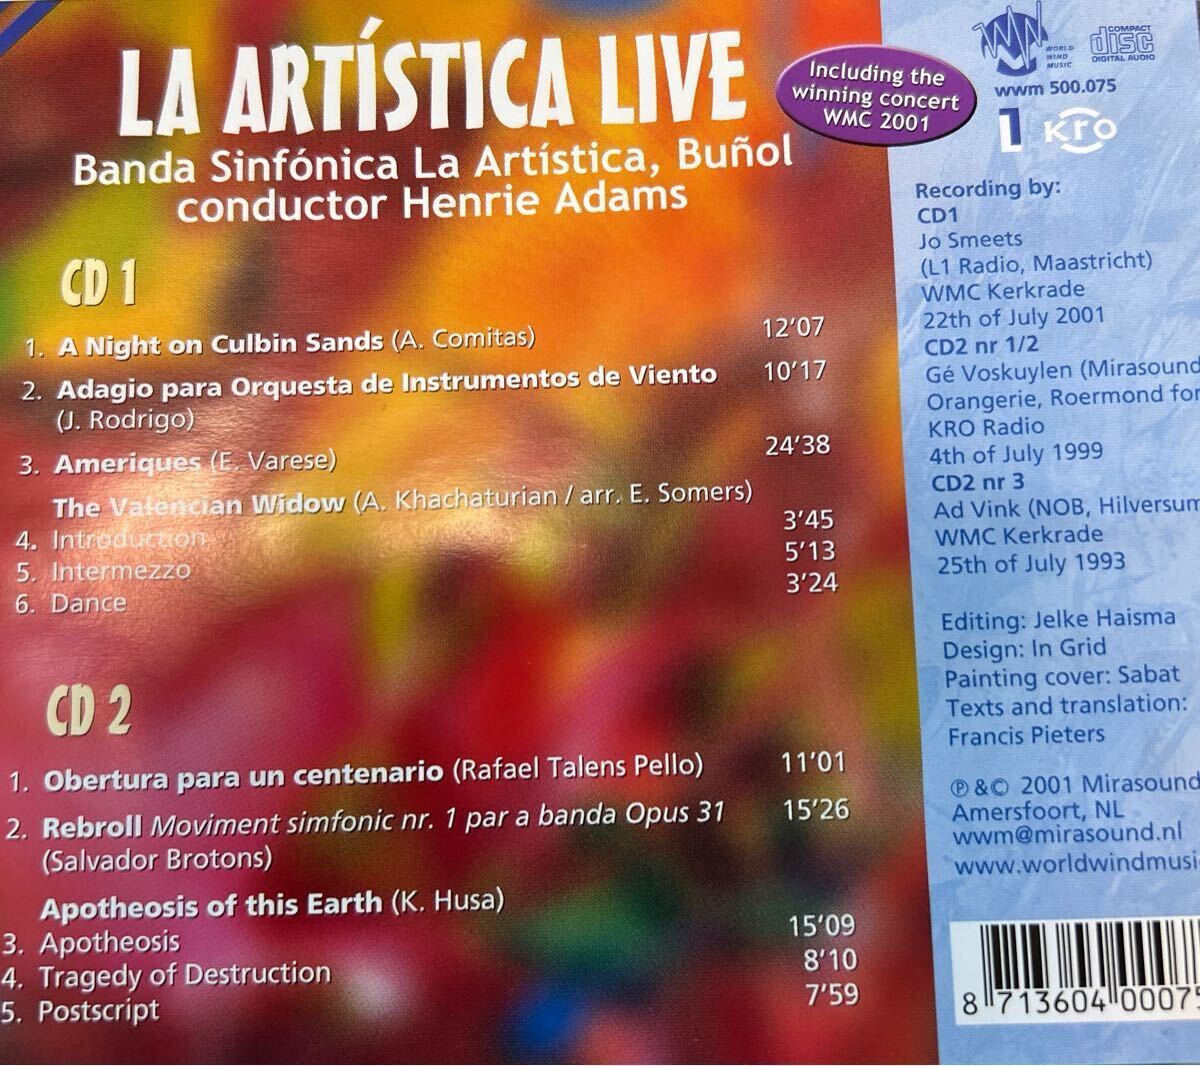 LA ARTÍSTICA LIVE
Banda Sinfónica La Artística, Buñol
conductor Henrie Adams
Including the
winning concert
WMC 2001
CD 1
1. A Night on Culbin Sands (A. Comitas) 12'07
2. Adagio para Orquesta de Instrumentos de Viento 10'17
(J. Rodrigo)
3. Ameriques (E. Varese) 24'38
The Valencian Widow (A. Khachaturian / arr. E. Somers)
4. Introduction 3'45
5. Intermezzo 5'13
6. Dance 3'24
CD 2
1. Obertura para un centenario (Rafael Talens Pello) 11'01
2. Rebroll Moviment simfonic nr. 1 par a banda Opus 31 15'26
(Salvador Brotons)
Apotheosis of this Earth (K. Husa)
3. Apotheosis 15'09
4. Tragedy of Destruction 8'10
5. Postscript 7'59
WORLD
WIND
MUSIC
COMPACT
disc
DIGITAL AUDIO
wwm 500.075
1 KRO
Recording by:
CD1
Jo Smeets
(L1 Radio, Maastricht)
WMC Kerkrade
22th of July 2001
CD2 nr 1/2
Gé Voskuylen (Mirasound
Orangerie, Roermond for
KRO Radio
4th of July 1999
CD2 nr 3
Ad Vink (NOB, Hilversum
WMC Kerkrade
25th of July 1993
Editing: Jelke Haisma
Design: In Grid
Painting cover: Sabat
Texts and translation:
Francis Pieters
℗ & © 2001 Mirasound
Amersfoort, NL
wwm@mirasound.nl
www.worldwindmusi
8 713604 00075